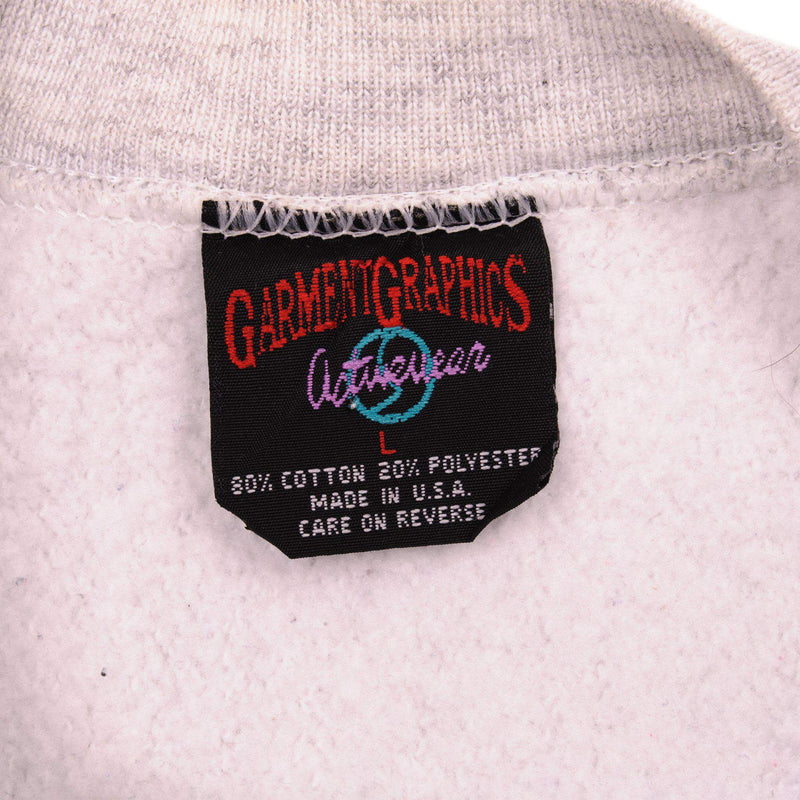 GARMENTGRAPHICS
Activewear
L
80% COTTON 20% POLYESTER
MADE IN U.S.A.
CARE ON REVERSE